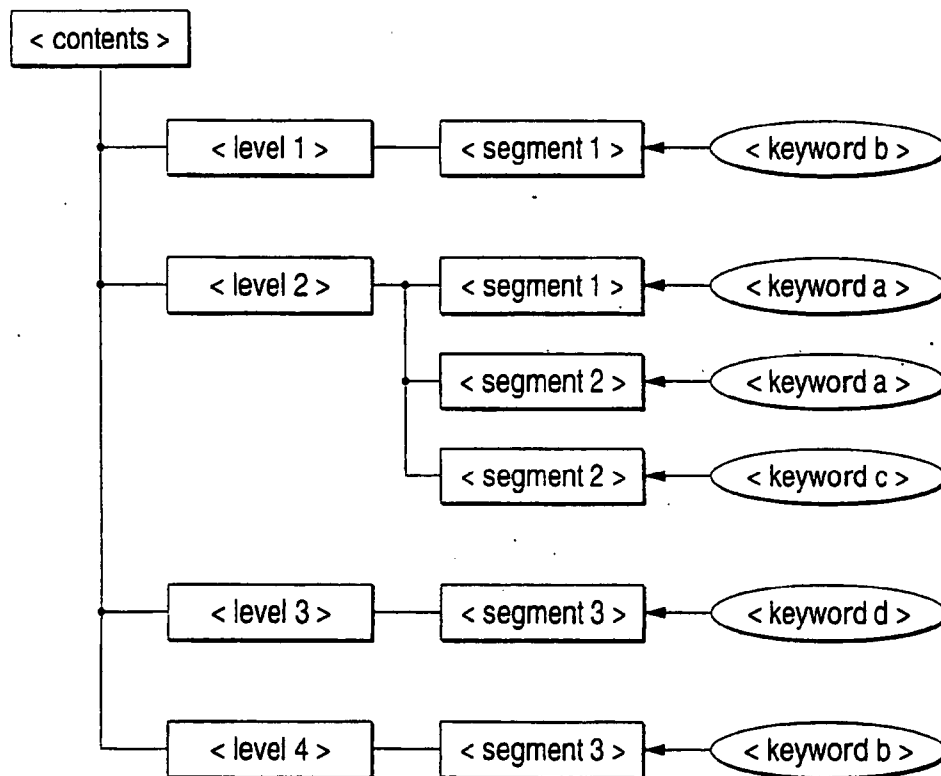 < contents >
< level 1 > < segment 1 > < keyword b >
< level 2 > < segment 1 > < keyword a >
< segment 2 > < keyword a >
< segment 2 > < keyword c >
< level 3 > < segment 3 > < keyword d >
< level 4 > < segment 3 > < keyword b >